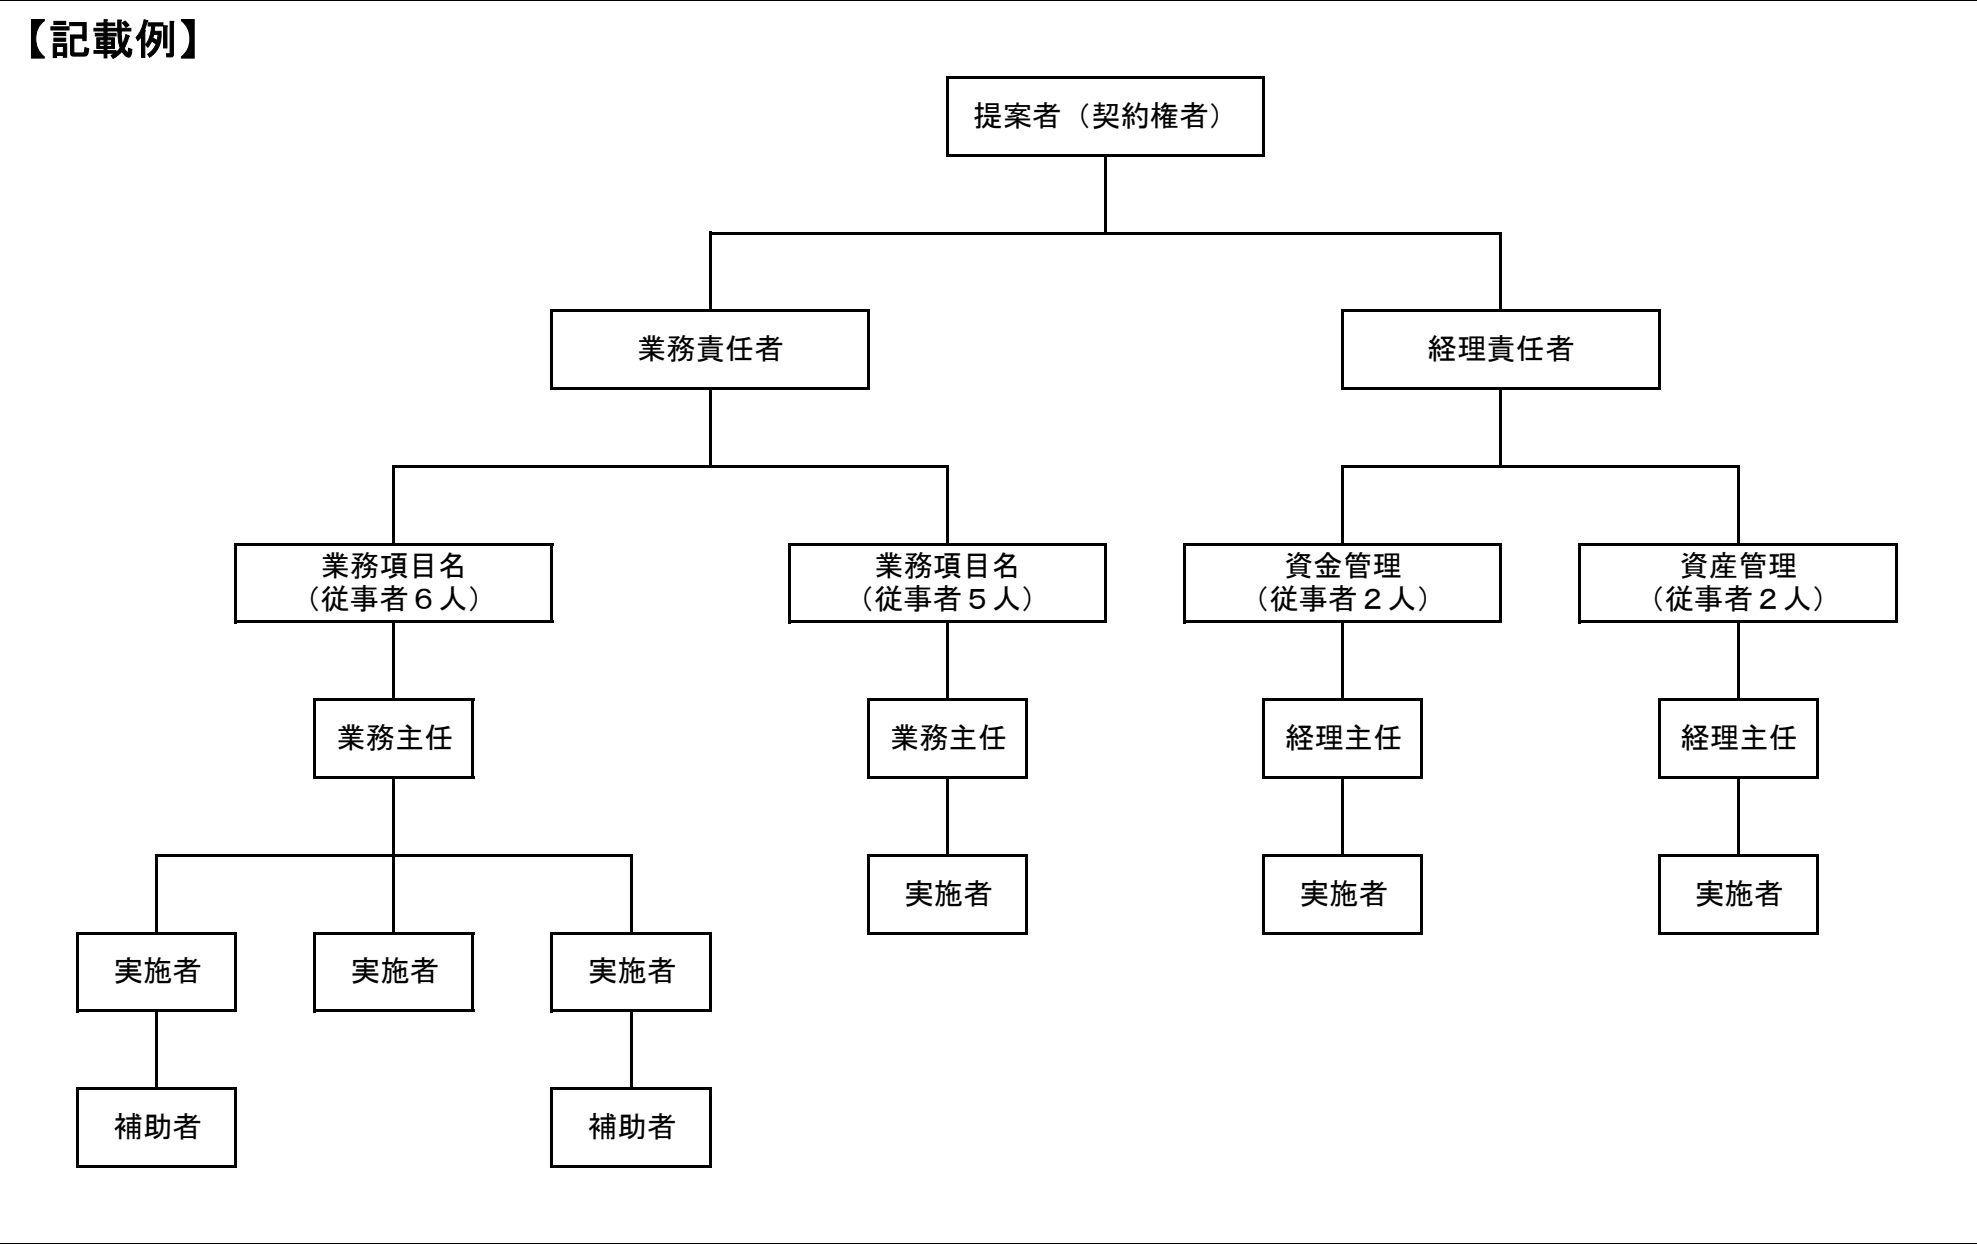 【記載例】
提案者（契約権者）
業務責任者
経理責任者
業務項目名
（従事者６人）
業務項目名
（従事者５人）
資金管理
（従事者２人）
資産管理
（従事者２人）
業務主任
業務主任
経理主任
経理主任
実施者
実施者
実施者
実施者
実施者
実施者
補助者
補助者